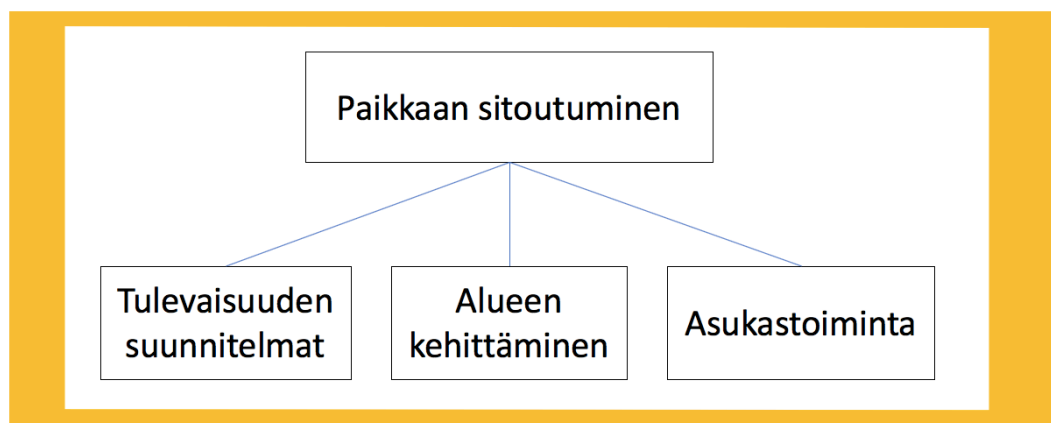 Paikkaan sitoutuminen
Tulevaisuuden
suunnitelmat
Alueen
kehittäminen
Asukastoiminta